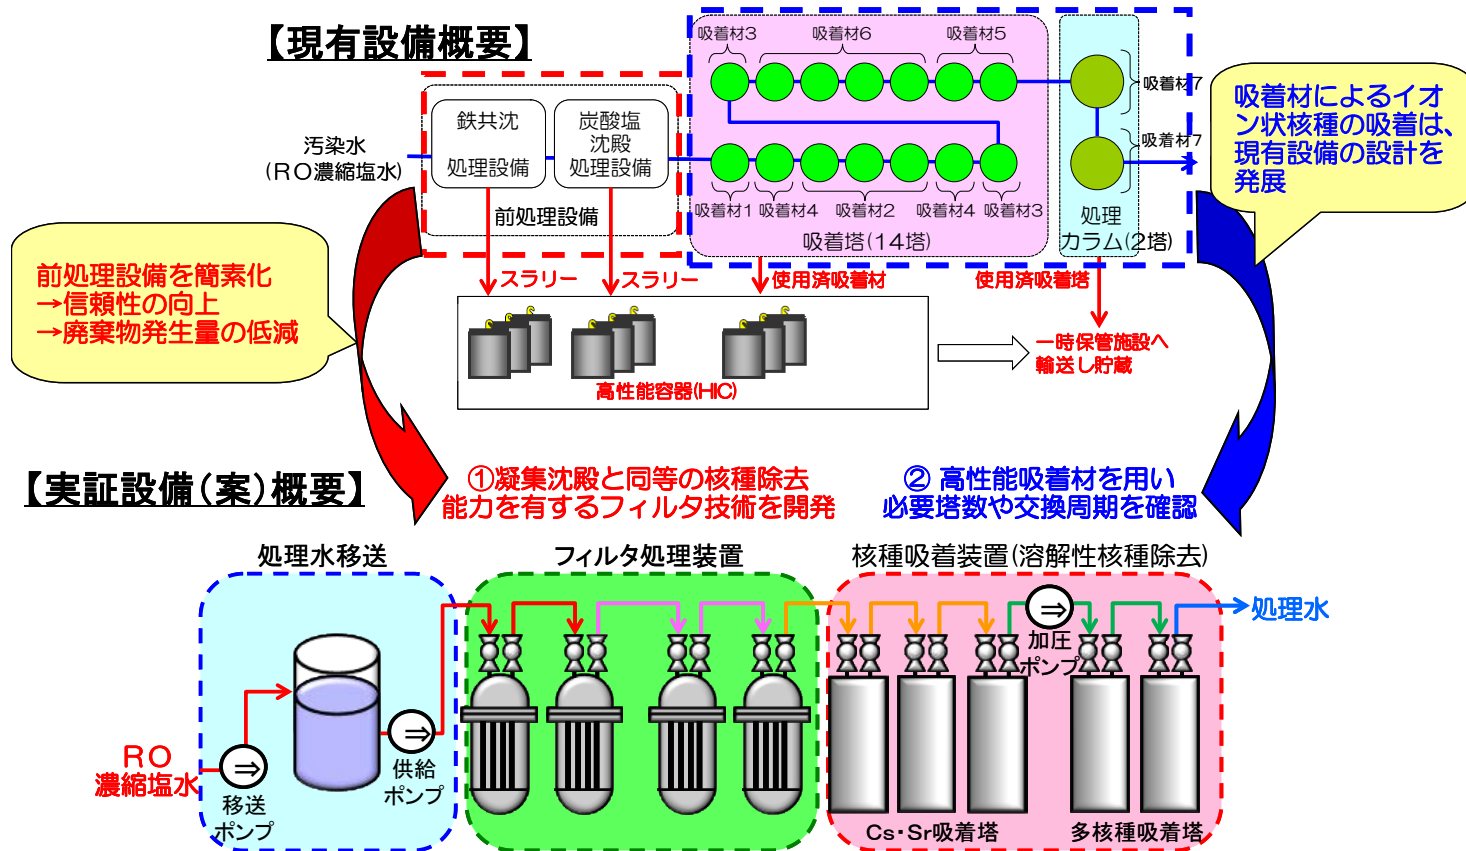 【現有設備概要】
吸着材3
吸着材6
吸着材5
吸着材7
吸着材7
鉄共沈
処理設備
炭酸塩
沈殿
処理設備
汚染水
(RO濃縮塩水)
前処理設備
吸着材1
吸着材4
吸着材2
吸着材4
吸着材3
吸着塔(14塔)
処理
カラム(2塔)
吸着材によるイオ
ン状核種の吸着は、
現有設備の設計を
発展
前処理設備を簡素化
→信頼性の向上
→廃棄物発生量の低減
スラリー
スラリー
使用済吸着材
使用済吸着塔
高性能容器(HIC)
一時保管施設へ
輸送し貯蔵
【実証設備(案)概要】
①凝集沈殿と同等の核種除去
能力を有するフィルタ技術を開発
② 高性能吸着材を用い
必要塔数や交換周期を確認
処理水移送
フィルタ処理装置
核種吸着装置(溶解性核種除去)
RO
濃縮塩水
⇒
移送
ポンプ
⇒
供給
ポンプ
⇒
加圧
ポンプ
処理水
Cs・Sr吸着塔
多核種吸着塔